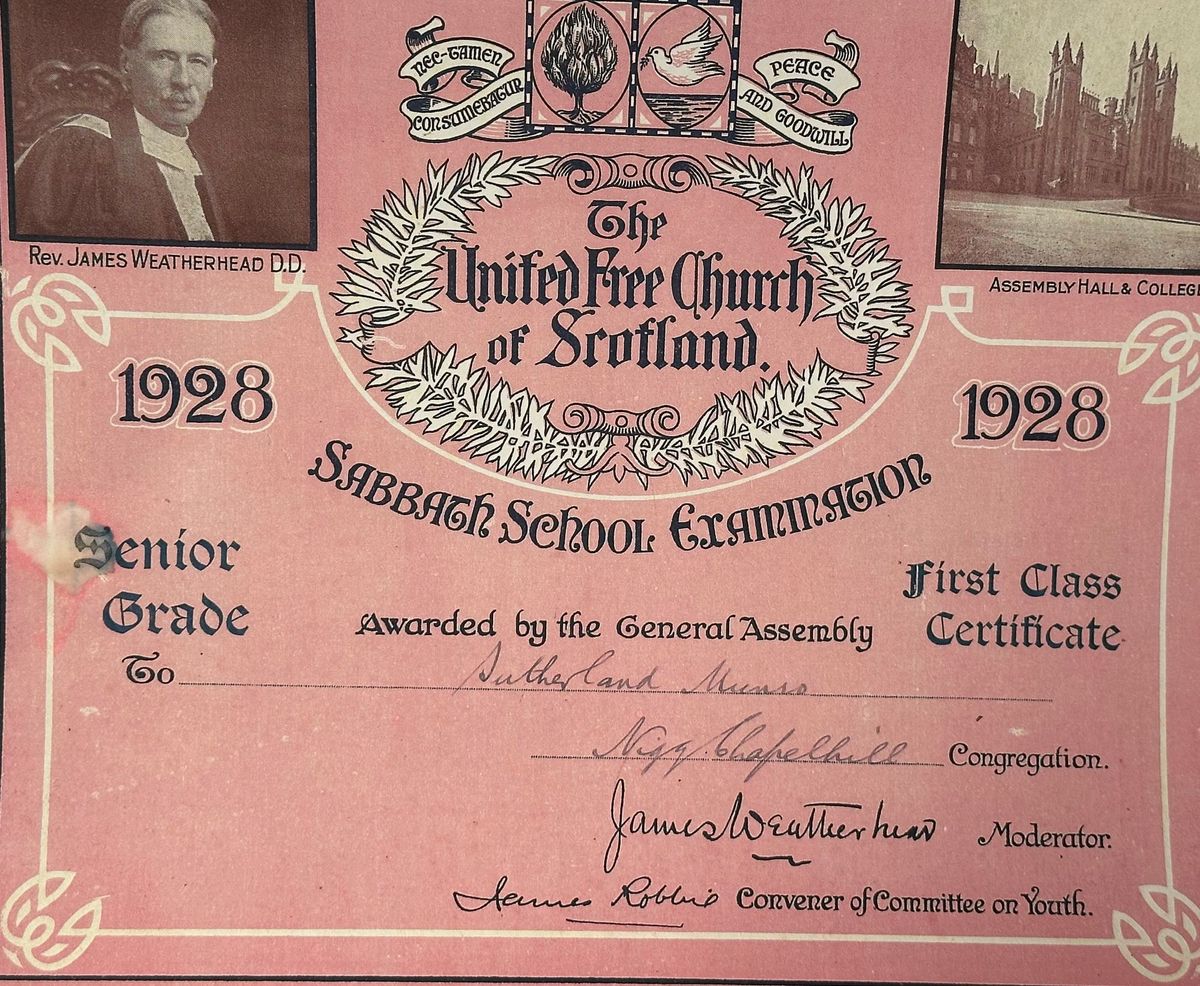 NEC·TAMEN
CONSUMEBATUR
PEACE
AND GOODWILL
Rev. JAMES WEATHERHEAD D.D.
ASSEMBLY HALL & COLLEGE
The
United Free Church
of Scotland.
1928
1928
SABBATH SCHOOL EXAMINATION
Senior
Grade
First Class
Certificate
Awarded by the General Assembly
To Sutherland Munro
Nigg Chapelhill Congregation.
James Weatherhead Moderator.
James Robbie Convener of Committee on Youth.